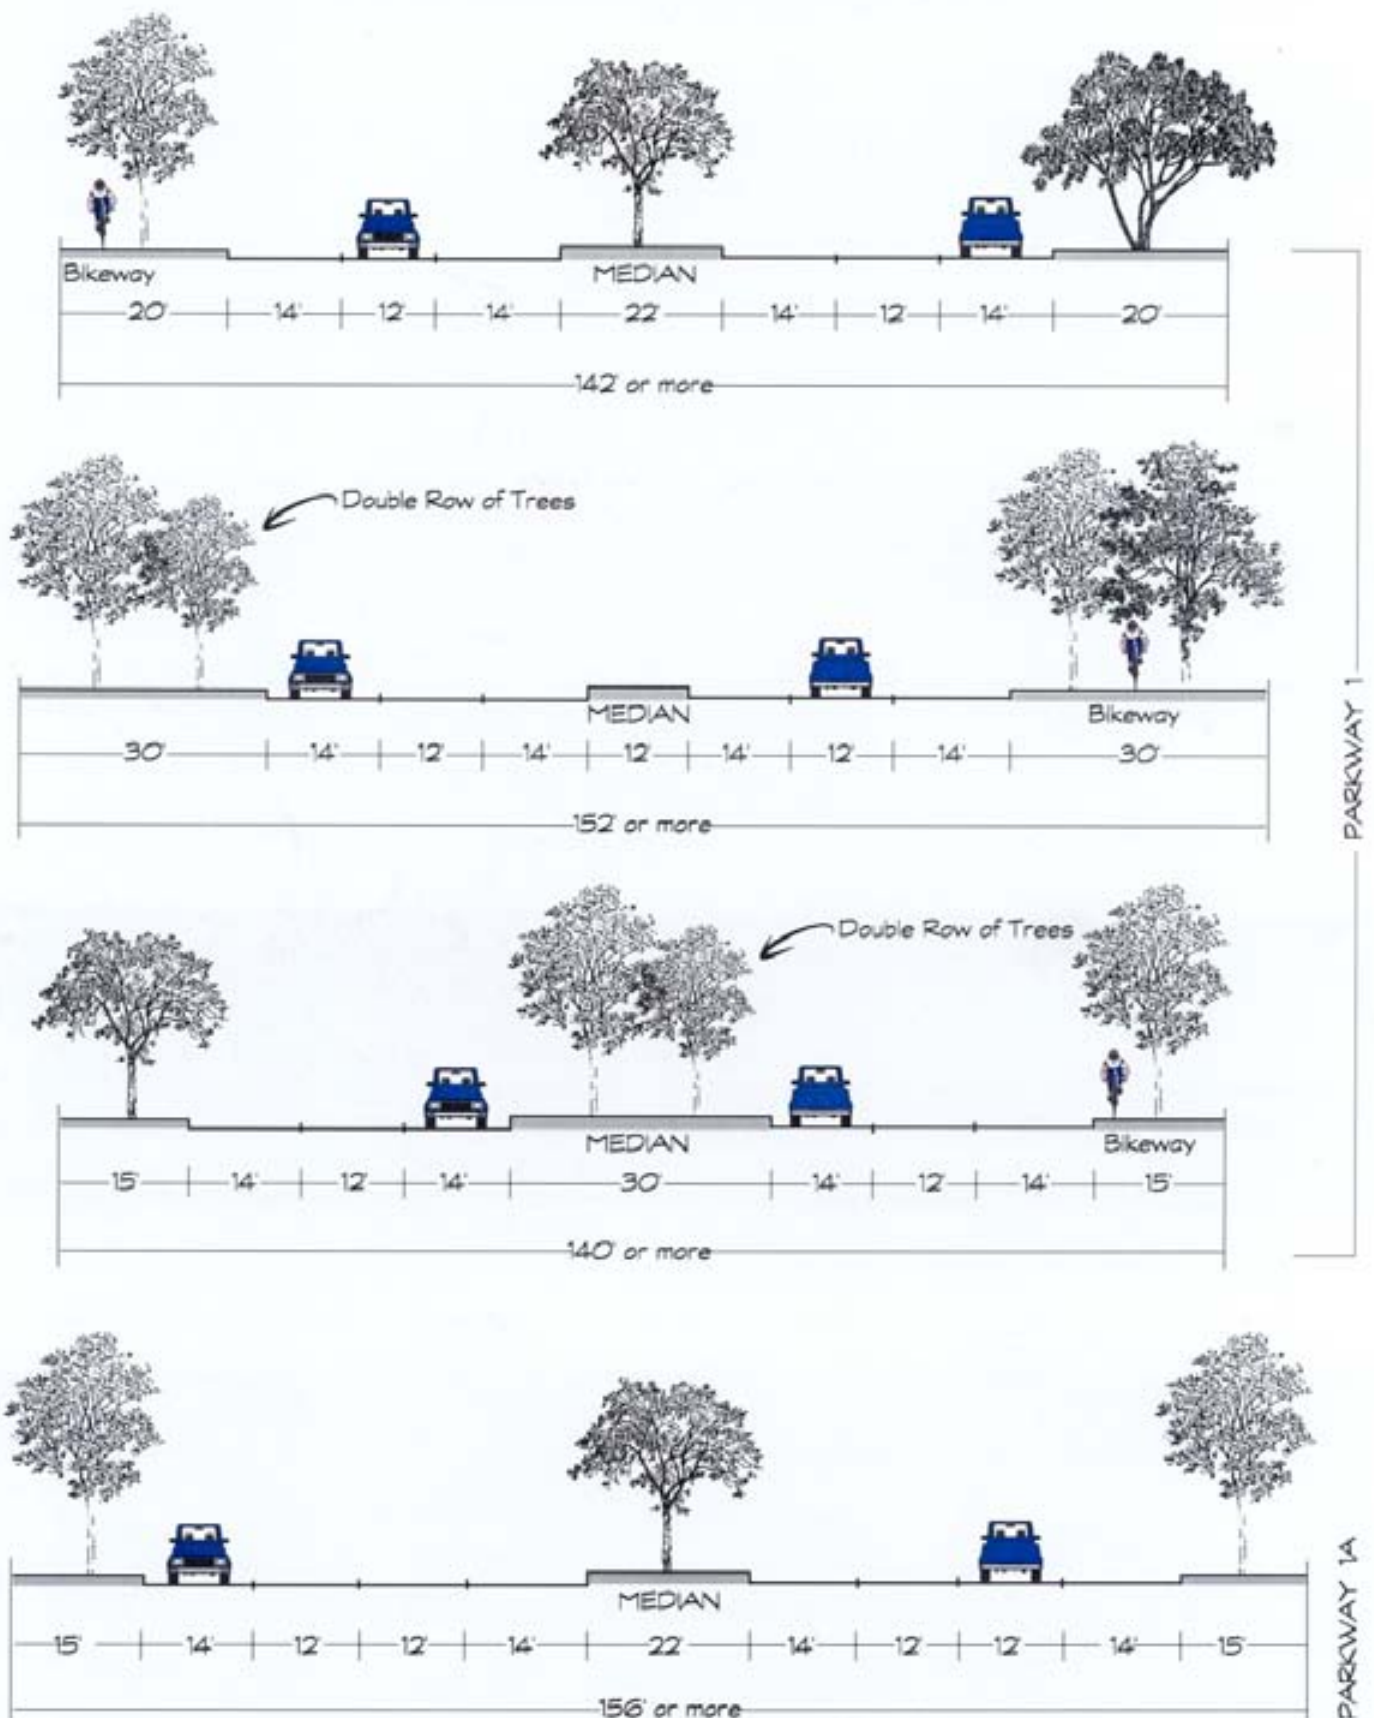 Bikeway MEDIAN
20' 14' 12' 14' 22' 14' 12' 14' 20'
142' or more
Double Row of Trees
MEDIAN Bikeway
30' 14' 12' 14' 12' 14' 12' 14' 30'
152' or more
PARKWAY 1
Double Row of Trees
MEDIAN Bikeway
15' 14' 12' 14' 30' 14' 12' 14' 15'
140' or more
MEDIAN
15' 14' 12' 12' 14' 22' 14' 12' 12' 14' 15'
156' or more
PARKWAY 1A